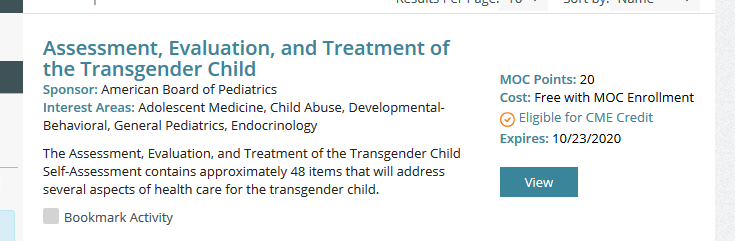 Results Per Page: 10 Sort by: Name
Assessment, Evaluation, and Treatment of
the Transgender Child
Sponsor: American Board of Pediatrics
Interest Areas: Adolescent Medicine, Child Abuse, Developmental-
Behavioral, General Pediatrics, Endocrinology
The Assessment, Evaluation, and Treatment of the Transgender Child
Self-Assessment contains approximately 48 items that will address
several aspects of health care for the transgender child.
Bookmark Activity
MOC Points: 20
Cost: Free with MOC Enrollment
Eligible for CME Credit
Expires: 10/23/2020
View